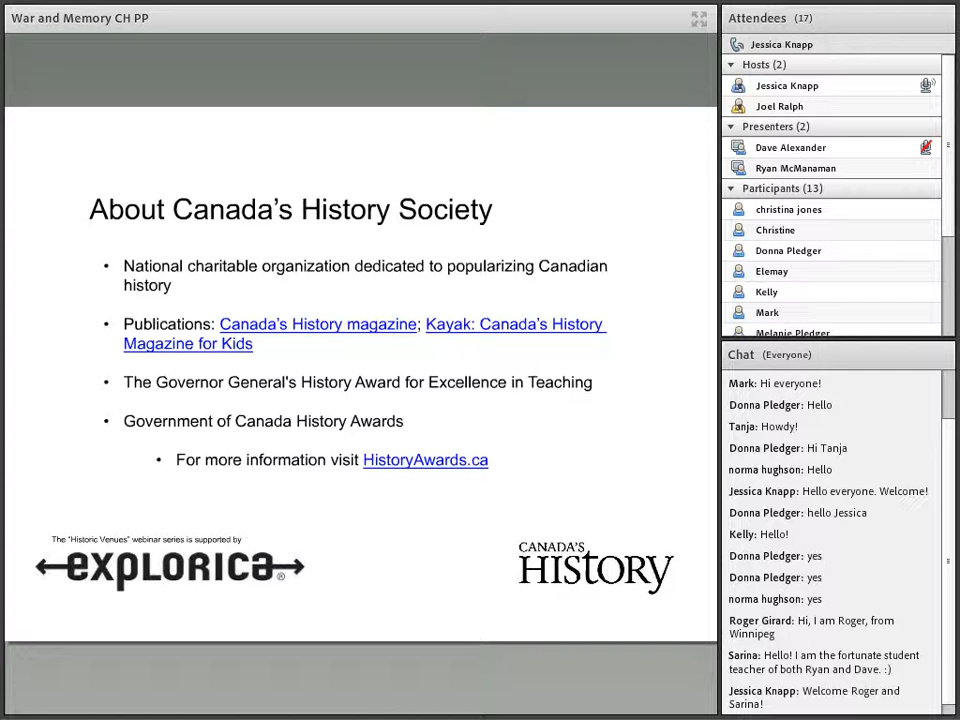 War and Memory CH PP
About Canada's History Society
• National charitable organization dedicated to popularizing Canadian
history
• Publications: Canada's History magazine; Kayak: Canada's History
Magazine for Kids
• The Governor General's History Award for Excellence in Teaching
• Government of Canada History Awards
• For more information visit HistoryAwards.ca
The "Historic Venues" webinar series is supported by
explorica®
CANADA'S
HISTORY
Attendees (17)
Jessica Knapp
Hosts (2)
Jessica Knapp
Joel Ralph
Presenters (2)
Dave Alexander
Ryan McManaman
Participants (13)
christina jones
Christine
Donna Pledger
Elemay
Kelly
Mark
Melanie Pledger
Chat (Everyone)
Mark: Hi everyone!
Donna Pledger: Hello
Tanja: Howdy!
Donna Pledger: Hi Tanja
norma hughson: Hello
Jessica Knapp: Hello everyone. Welcome!
Donna Pledger: hello Jessica
Kelly: Hello!
Donna Pledger: yes
Donna Pledger: yes
norma hughson: yes
Roger Girard: Hi, I am Roger, from
Winnipeg
Sarina: Hello! I am the fortunate student
teacher of both Ryan and Dave. :)
Jessica Knapp: Welcome Roger and
Sarina!